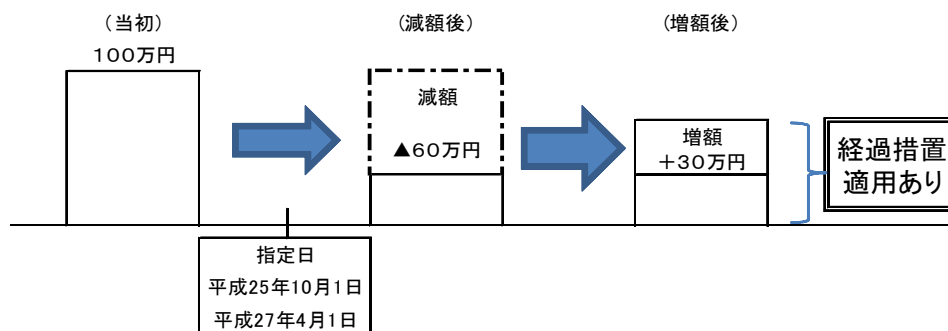 （当初）
100万円
（減額後）
減額
▲60万円
（増額後）
増額
＋30万円
経過措置
適用あり
指定日
平成25年10月1日
平成27年4月1日